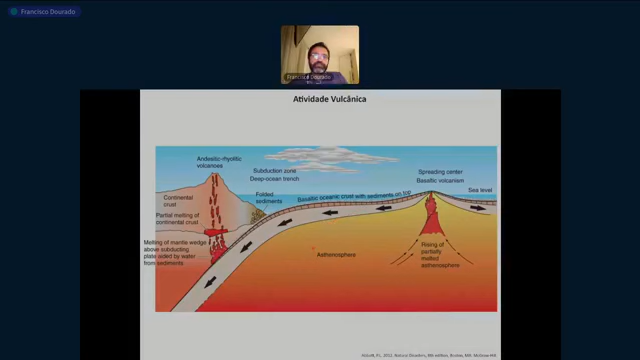 Francisco Dourado
Francisco Dourado
Atividade Vulcânica
Andesitic-rhyolitic
volcanoes
Subduction zone
Deep-ocean trench
Spreading center
Basaltic volcanism
Sea level
Continental
crust
Folded
sediments
Basaltic oceanic crust with sediments on top
Partial melting of
continental crust
Melting of mantle wedge
above subducting
plate aided by water
from sediments
Asthenosphere
Rising of
partially
melted
asthenosphere